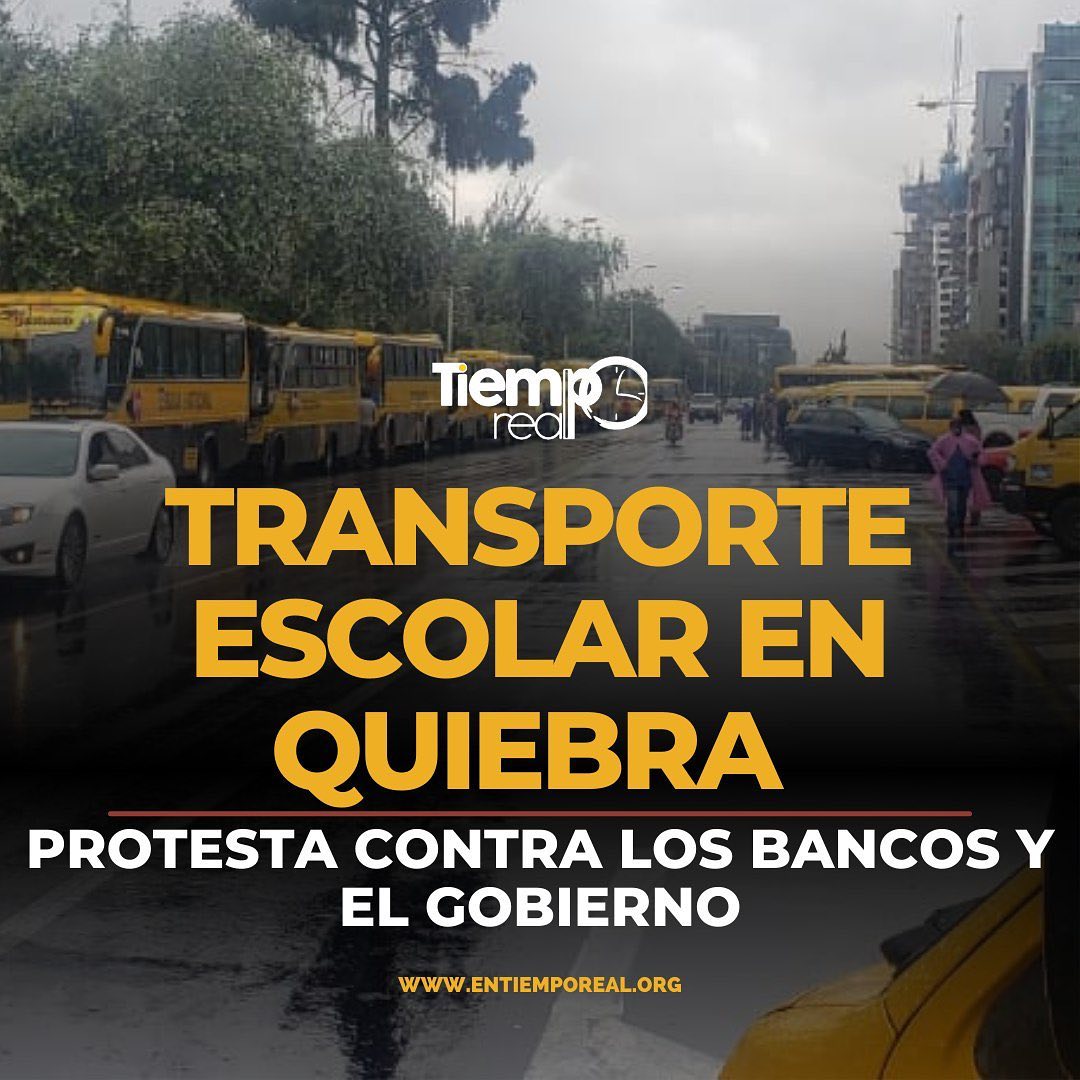 Tiempo
real
TRANSPORTE
ESCOLAR EN
QUIEBRA
PROTESTA CONTRA LOS BANCOS Y
EL GOBIERNO
WWW.ENTIEMPOREAL.ORG